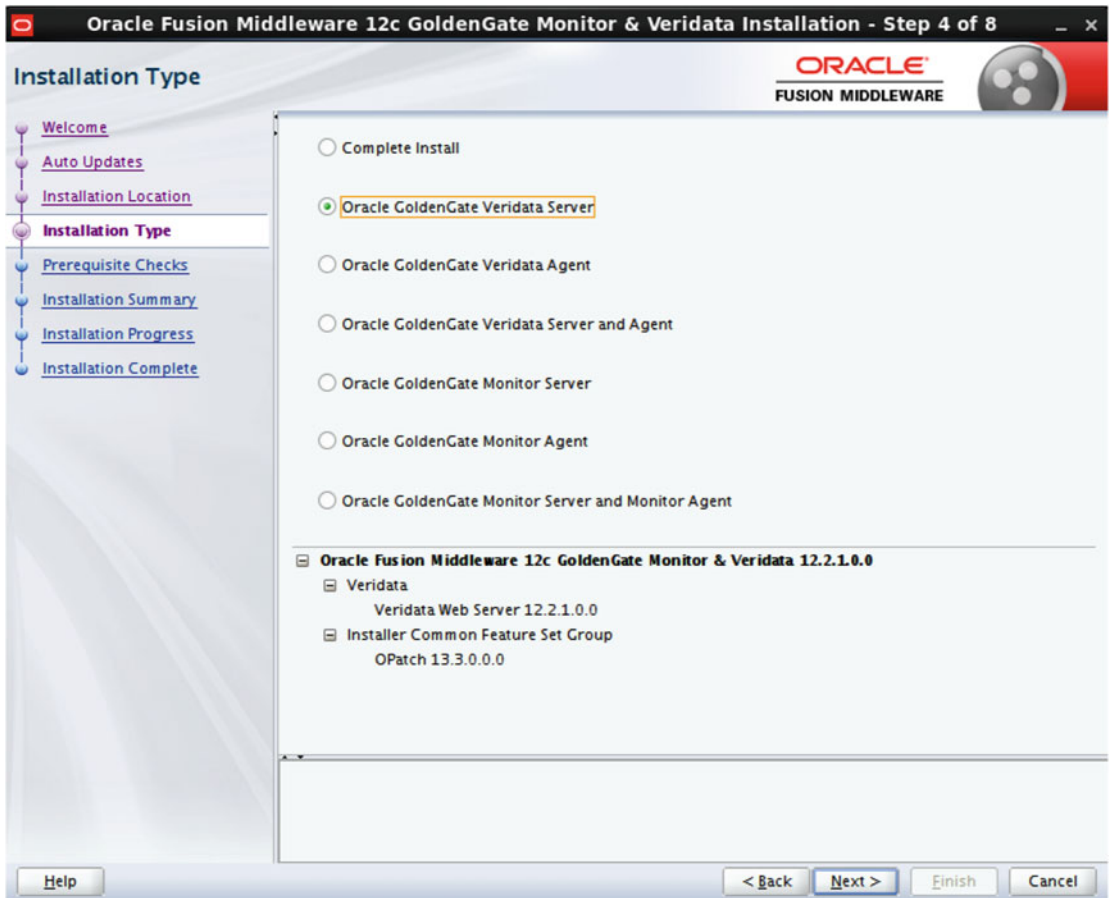 Oracle Fusion Middleware 12c GoldenGate Monitor & Veridata Installation - Step 4 of 8
Installation Type
ORACLE
FUSION MIDDLEWARE
Welcome
Auto Updates
Installation Location
Installation Type
Prerequisite Checks
Installation Summary
Installation Progress
Installation Complete
Complete Install
Oracle GoldenGate Veridata Server
Oracle GoldenGate Veridata Agent
Oracle GoldenGate Veridata Server and Agent
Oracle GoldenGate Monitor Server
Oracle GoldenGate Monitor Agent
Oracle GoldenGate Monitor Server and Monitor Agent
Oracle Fusion Middleware 12c GoldenGate Monitor & Veridata 12.2.1.0.0
Veridata
Veridata Web Server 12.2.1.0.0
Installer Common Feature Set Group
OPatch 13.3.0.0.0
Help
< Back
Next >
Finish
Cancel